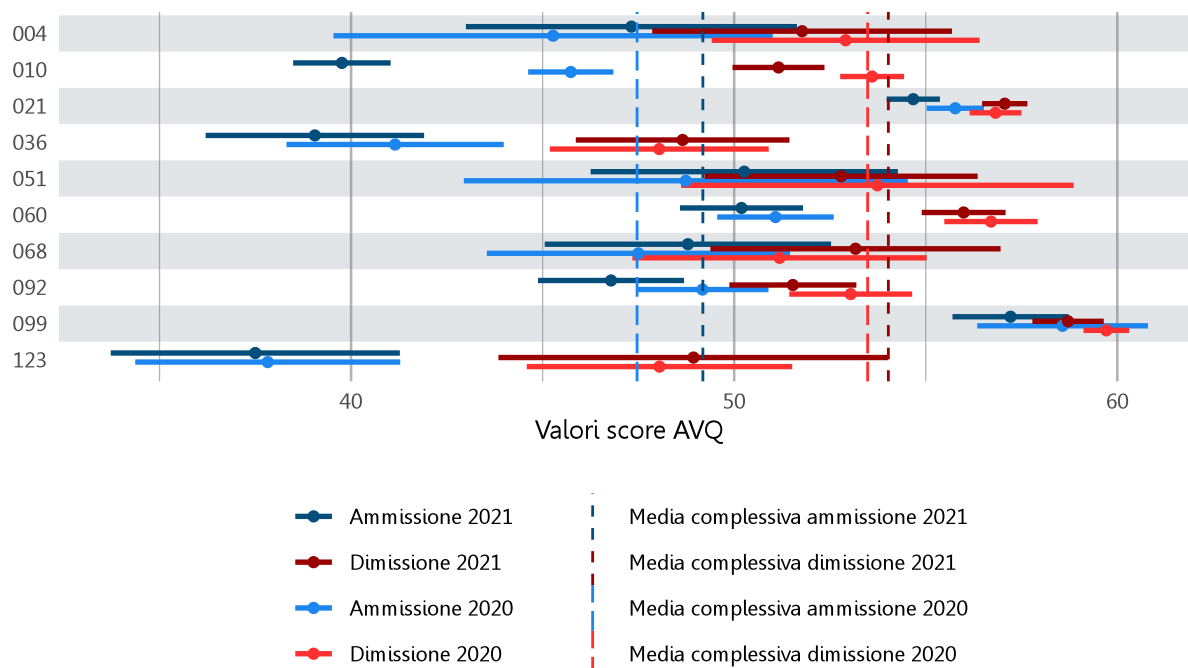 004
010
021
036
051
060
068
092
099
123
40 50 60
Valori score AVQ
Ammissione 2021 Media complessiva ammissione 2021
Dimissione 2021 Media complessiva dimissione 2021
Ammissione 2020 Media complessiva ammissione 2020
Dimissione 2020 Media complessiva dimissione 2020